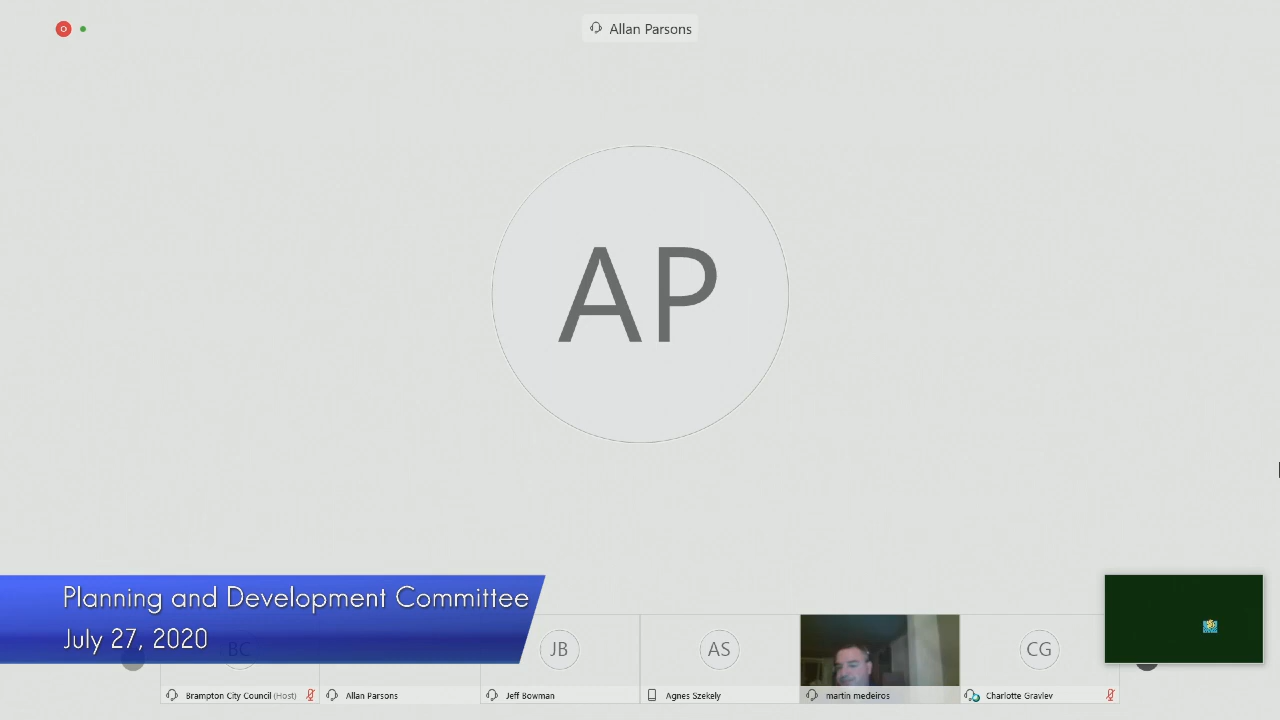 Allan Parsons
AP
Planning and Development Committee
July 27, 2020
BC
JB
AS
CG
Brampton City Council (Host)
Allan Parsons
Jeff Bowman
Agnes Szekely
martin medeiros
Charlotte Gravlev